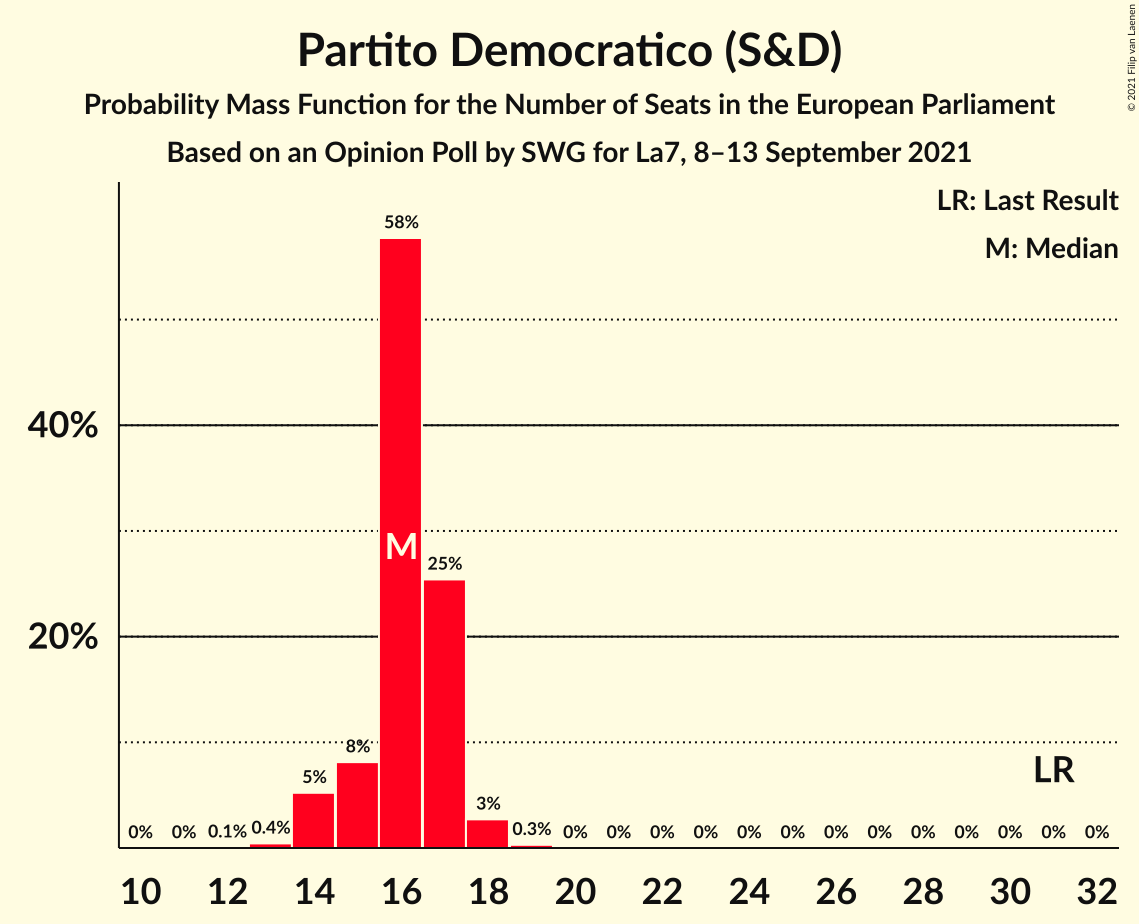 Partito Democratico (S&D)
Probability Mass Function for the Number of Seats in the European Parliament
Based on an Opinion Poll by SWG for La7, 8–13 September 2021
© 2021 Filip van Laenen
LR: Last Result
M: Median
58%
40%
M
25%
20%
8%
5%
LR
3%
0% 0% 0.1% 0.4% 0.3% 0% 0% 0% 0% 0% 0% 0% 0% 0% 0% 0% 0% 0%
10 12 14 16 18 20 22 24 26 28 30 32